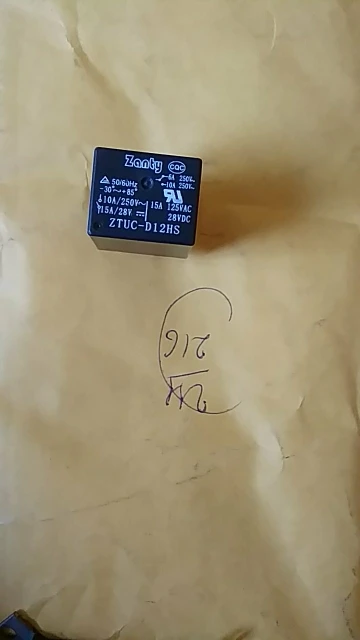 Zanty cqc
50/60Hz 6A 250V~
-30~+85° 10A 250V~
10A/250V~ 15A 125VAC
15A/28V 28VDC
ZTUC-D12HS
216